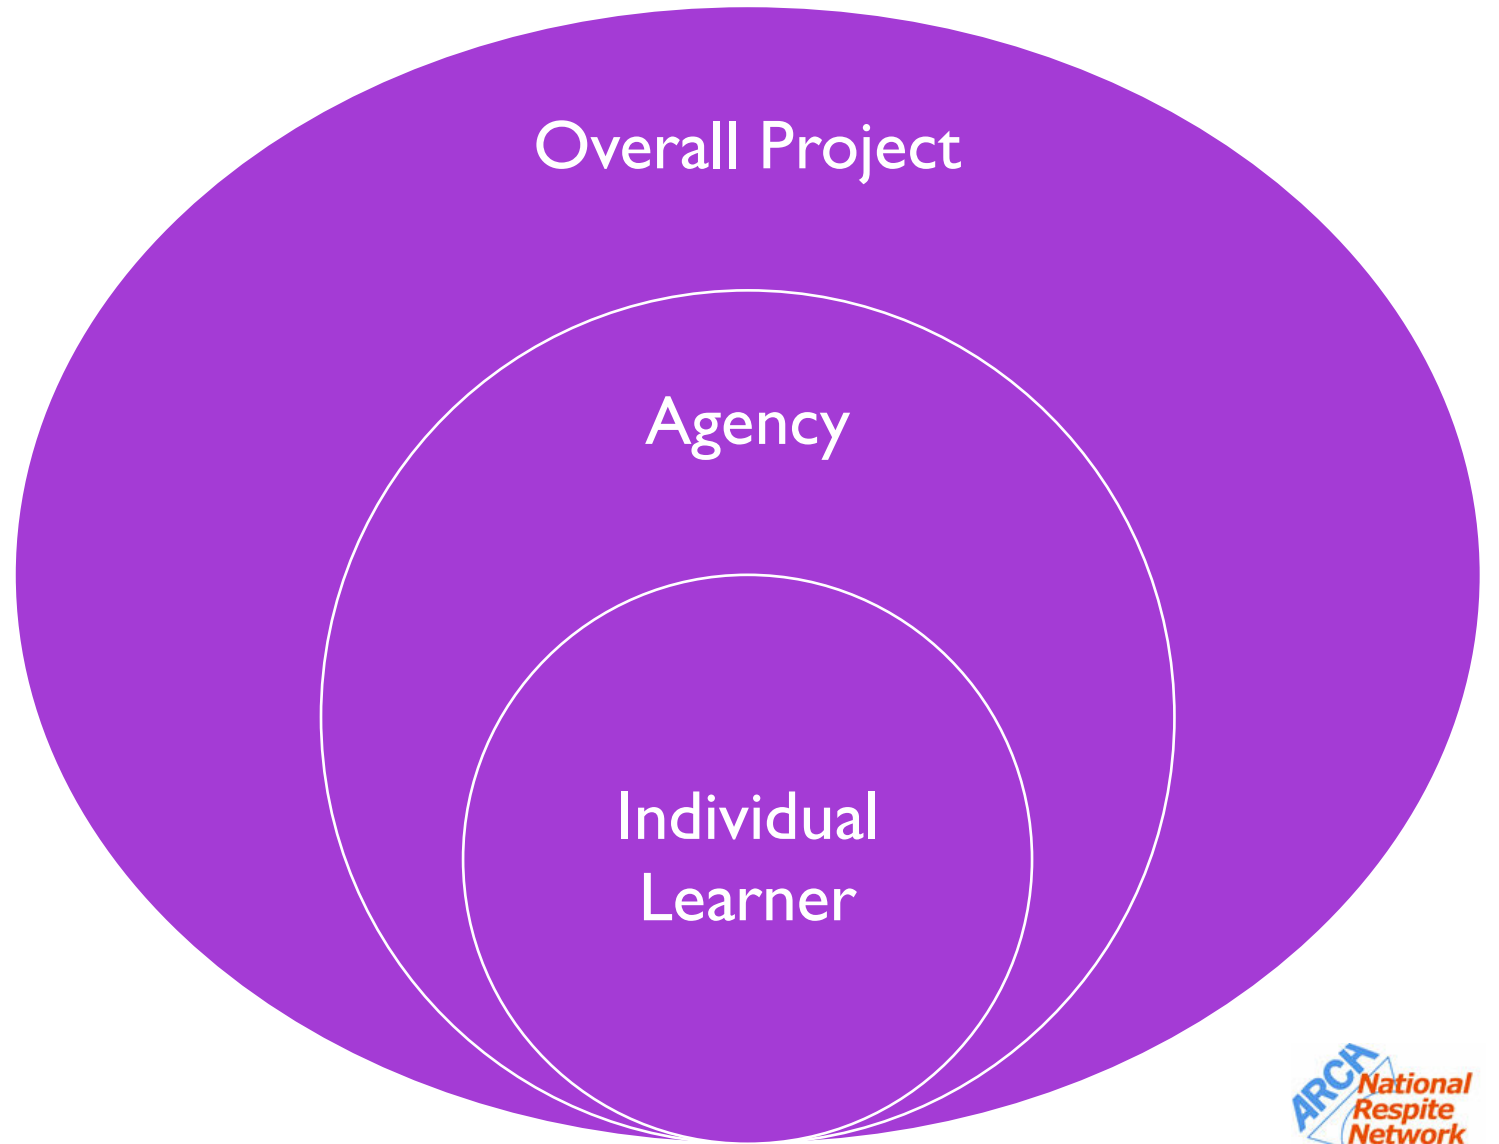 Overall Project
Agency
Individual
Learner
ARCH
National
Respite
Network